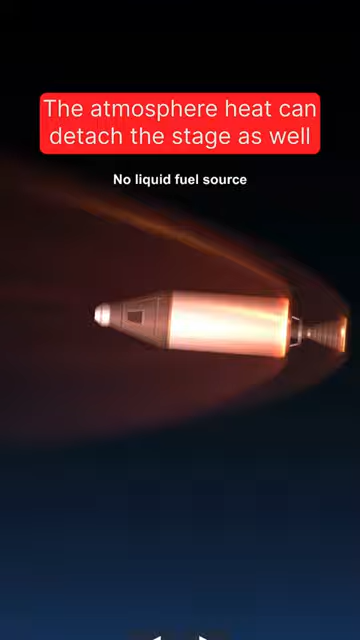 The atmosphere heat can
detach the stage as well
No liquid fuel source